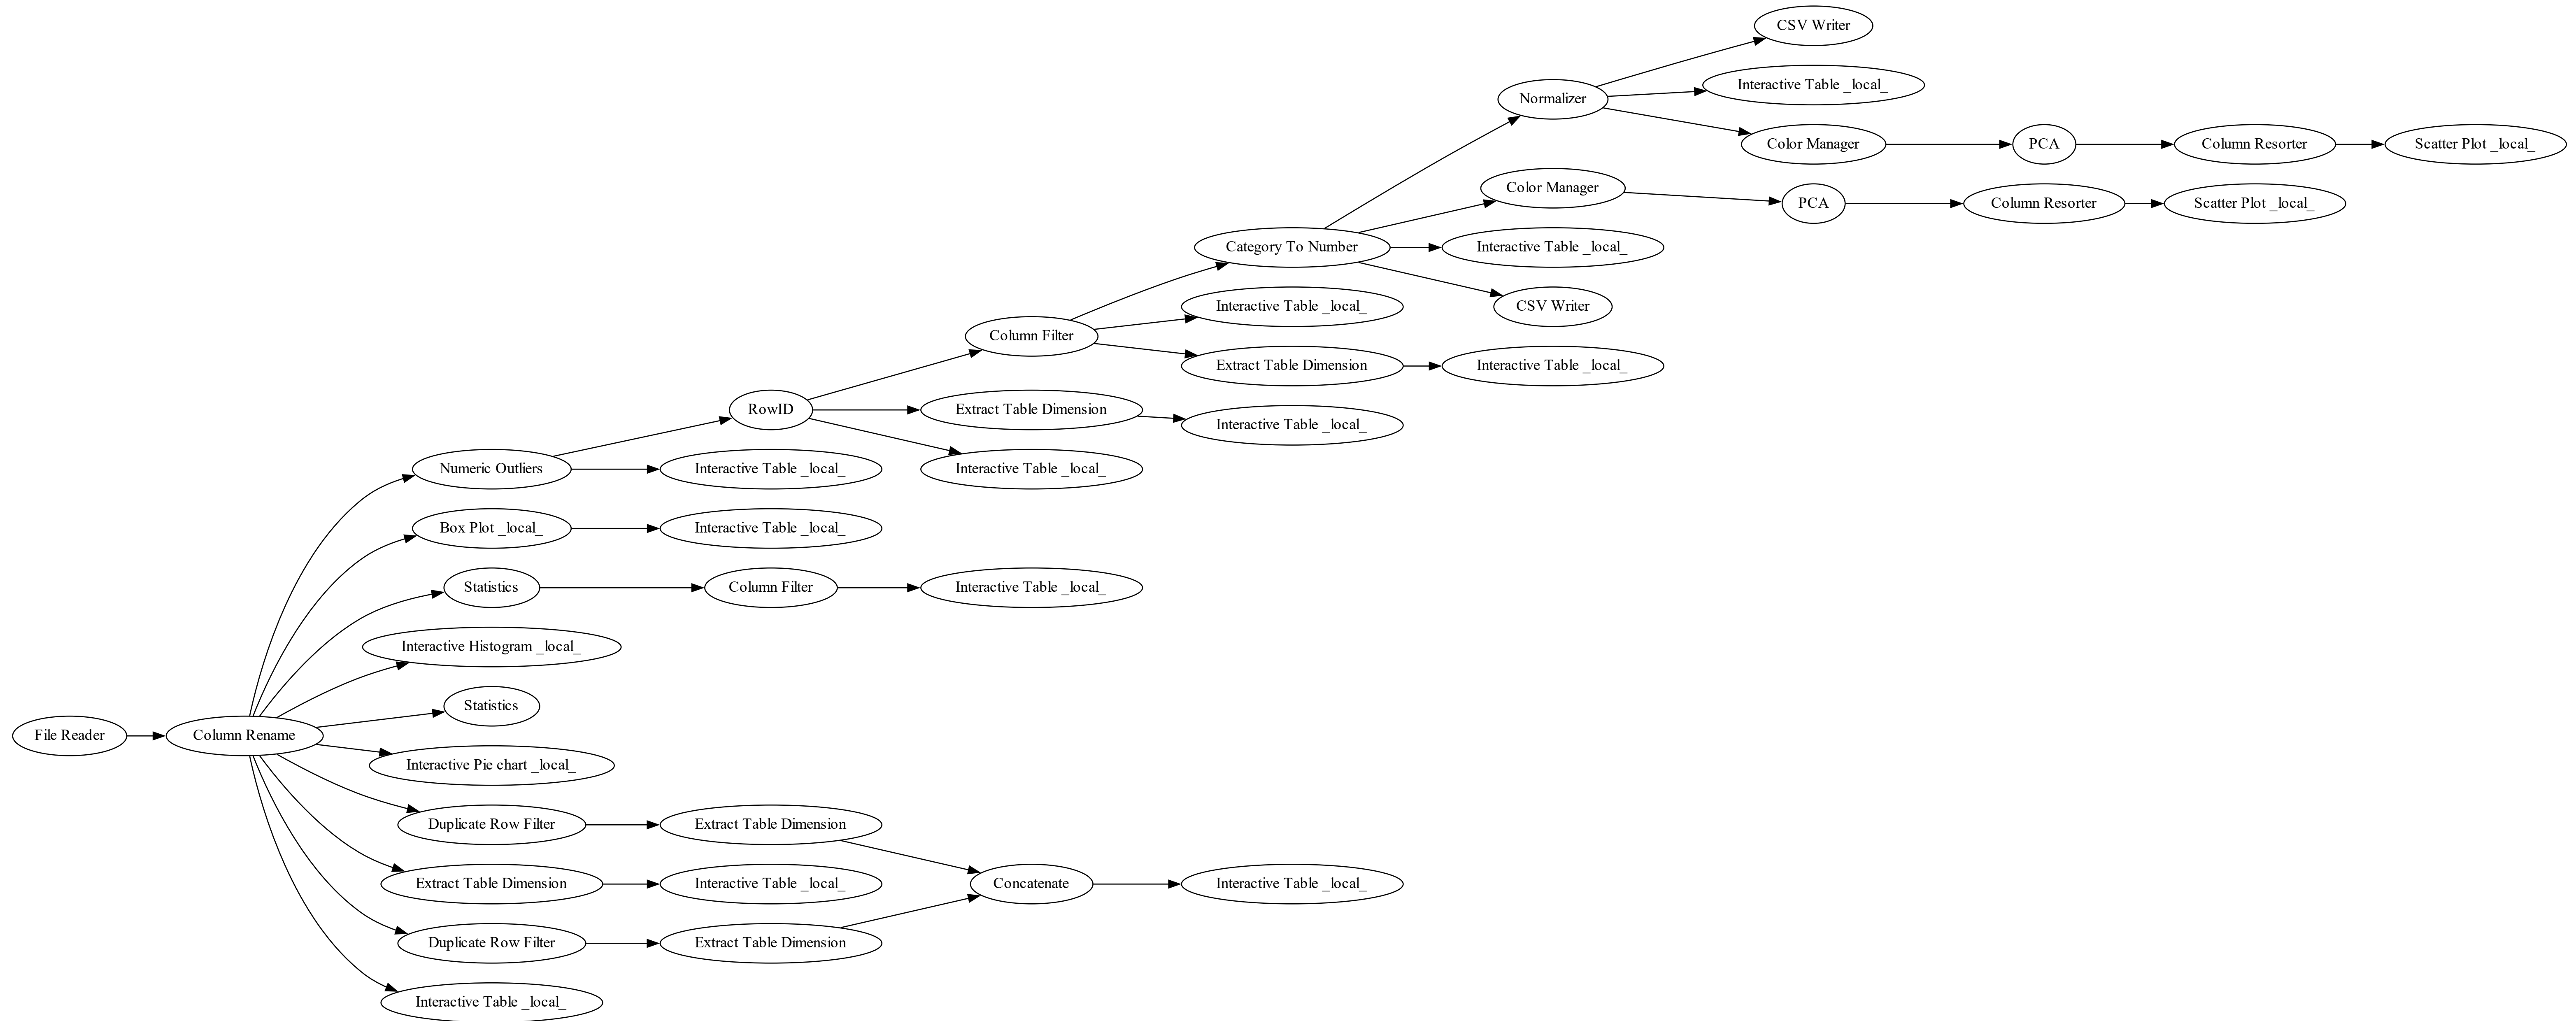 CSV Writer
Interactive Table _local_
Normalizer
Color Manager
PCA
Column Resorter
Scatter Plot _local_
Color Manager
PCA
Column Resorter
Scatter Plot _local_
Category To Number
Interactive Table _local_
CSV Writer
Interactive Table _local_
Column Filter
Extract Table Dimension
Interactive Table _local_
RowID
Extract Table Dimension
Interactive Table _local_
Numeric Outliers
Interactive Table _local_
Interactive Table _local_
Box Plot _local_
Interactive Table _local_
Statistics
Column Filter
Interactive Table _local_
Interactive Histogram _local_
Statistics
File Reader
Column Rename
Interactive Pie chart _local_
Duplicate Row Filter
Extract Table Dimension
Extract Table Dimension
Interactive Table _local_
Concatenate
Interactive Table _local_
Duplicate Row Filter
Extract Table Dimension
Interactive Table _local_